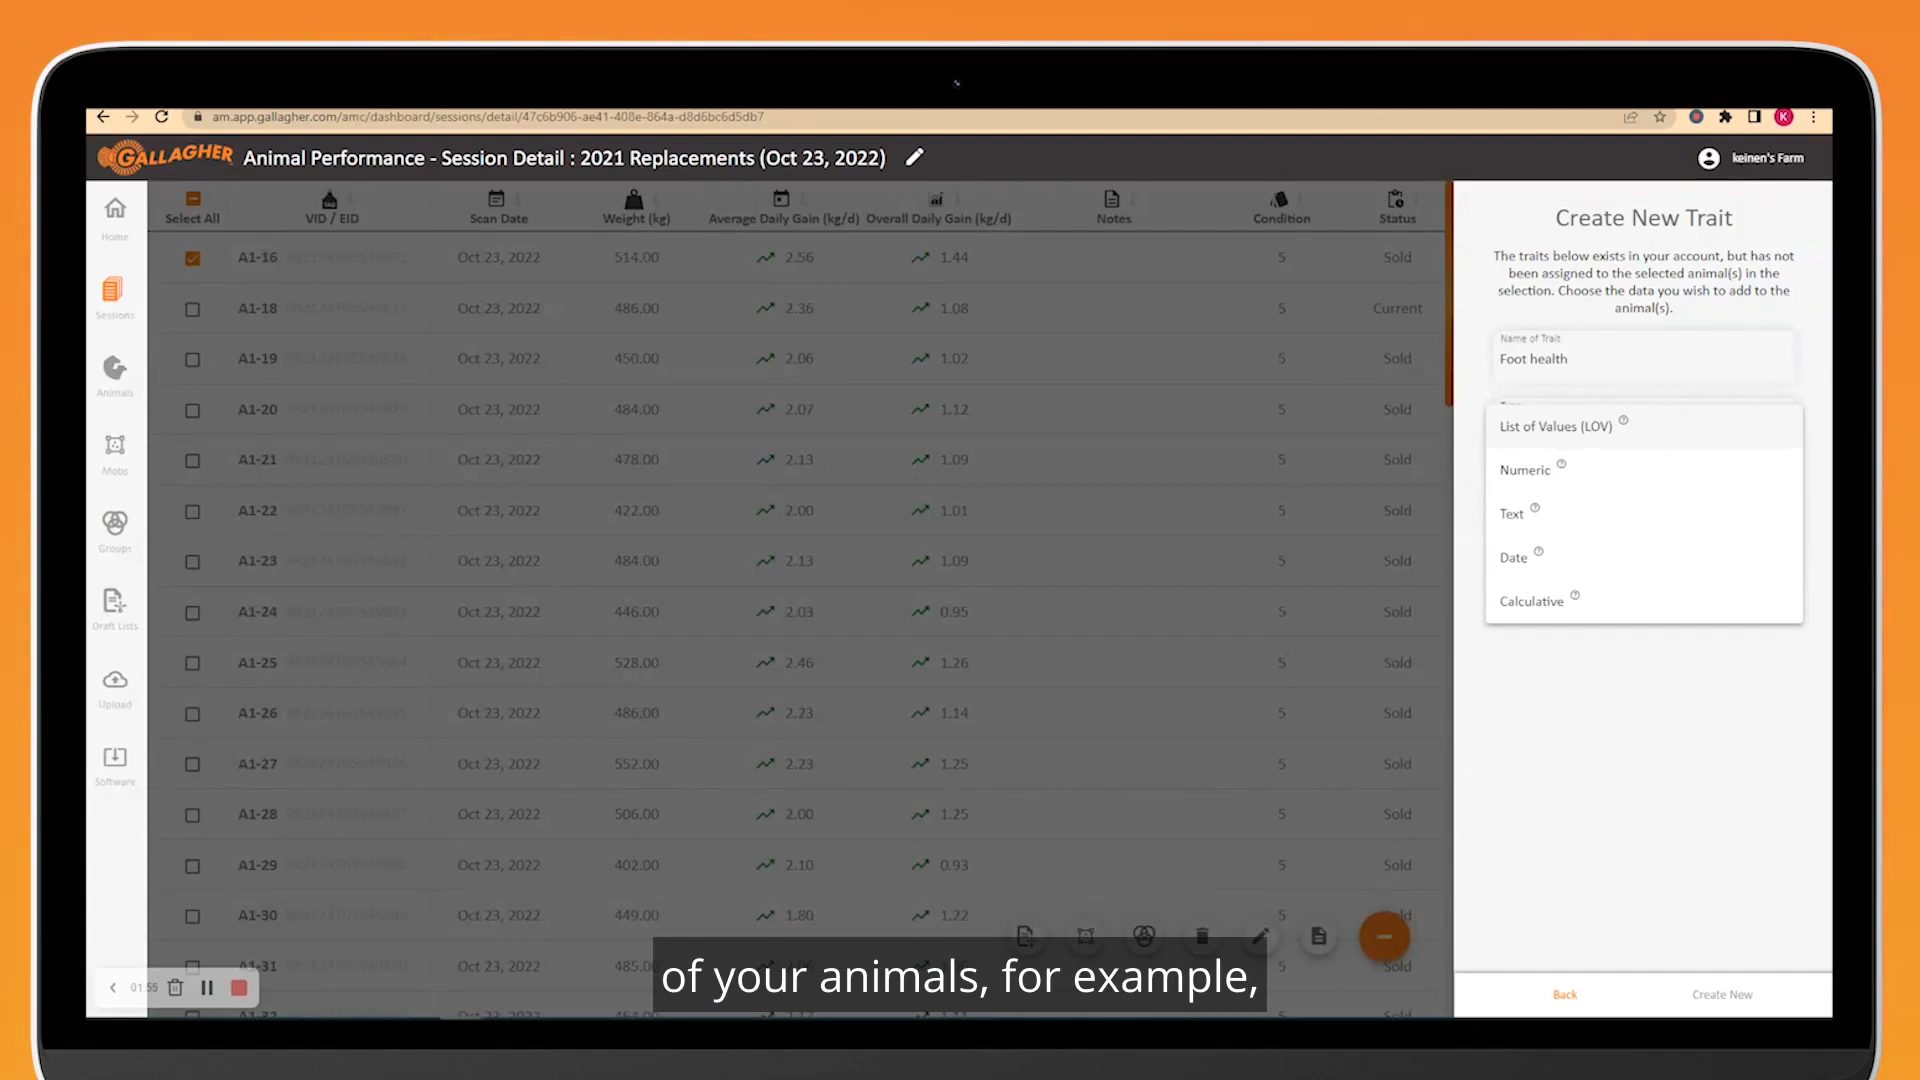 am.app.gallagher.com/amc/dashboard/sessions/detail/47c6b906-ae41-408e-864a-d8d6bc6d5db7
K
GALLAGHER
Animal Performance - Session Detail : 2021 Replacements (Oct 23, 2022)
keinen's Farm
Home
Sessions
Animals
Mobs
Groups
Draft Lists
Upload
Software
Select All VID / EID Scan Date Weight (kg) Average Daily Gain (kg/d) Overall Daily Gain (kg/d) Notes Condition Status
A1-16 Oct 23, 2022 514.00 2.56 1.44 5 Sold
A1-18 Oct 23, 2022 486.00 2.36 1.08 5 Current
A1-19 Oct 23, 2022 450.00 2.06 1.02 5 Sold
A1-20 Oct 23, 2022 484.00 2.07 1.12 5 Sold
A1-21 Oct 23, 2022 478.00 2.13 1.09 5 Sold
A1-22 Oct 23, 2022 422.00 2.00 1.01 5 Sold
A1-23 Oct 23, 2022 484.00 2.13 1.09 5 Sold
A1-24 Oct 23, 2022 446.00 2.03 0.95 5 Sold
A1-25 Oct 23, 2022 528.00 2.46 1.26 5 Sold
A1-26 Oct 23, 2022 486.00 2.23 1.14 5 Sold
A1-27 Oct 23, 2022 552.00 2.23 1.25 5 Sold
A1-28 Oct 23, 2022 506.00 2.00 1.25 5 Sold
A1-29 Oct 23, 2022 402.00 2.10 0.93 5 Sold
A1-30 Oct 23, 2022 449.00 1.80 1.22 5
A1-31 Oct 23, 2022 5 Sold
01:55
Create New Trait
The traits below exists in your account, but has not
been assigned to the selected animal(s) in the
selection. Choose the data you wish to add to the
animal(s).
Name of Trait
Foot health
List of Values (LOV)
Numeric
Text
Date
Calculative
Back
Create New
of your animals, for example,